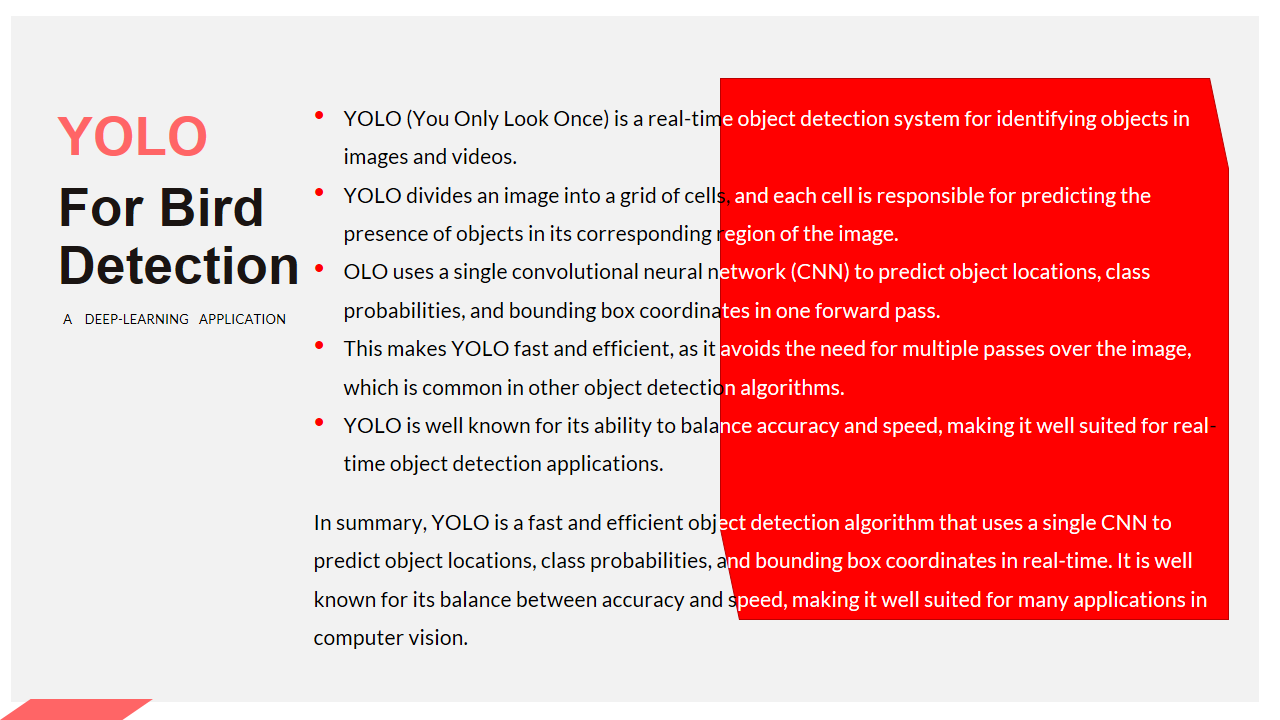 YOLO
For Bird
Detection
A DEEP-LEARNING APPLICATION
• YOLO (You Only Look Once) is a real-time object detection system for identifying objects in
images and videos.
• YOLO divides an image into a grid of cells, and each cell is responsible for predicting the
presence of objects in its corresponding region of the image.
• OLO uses a single convolutional neural network (CNN) to predict object locations, class
probabilities, and bounding box coordinates in one forward pass.
• This makes YOLO fast and efficient, as it avoids the need for multiple passes over the image,
which is common in other object detection algorithms.
• YOLO is well known for its ability to balance accuracy and speed, making it well suited for real-
time object detection applications.
In summary, YOLO is a fast and efficient object detection algorithm that uses a single CNN to
predict object locations, class probabilities, and bounding box coordinates in real-time. It is well
known for its balance between accuracy and speed, making it well suited for many applications in
computer vision.